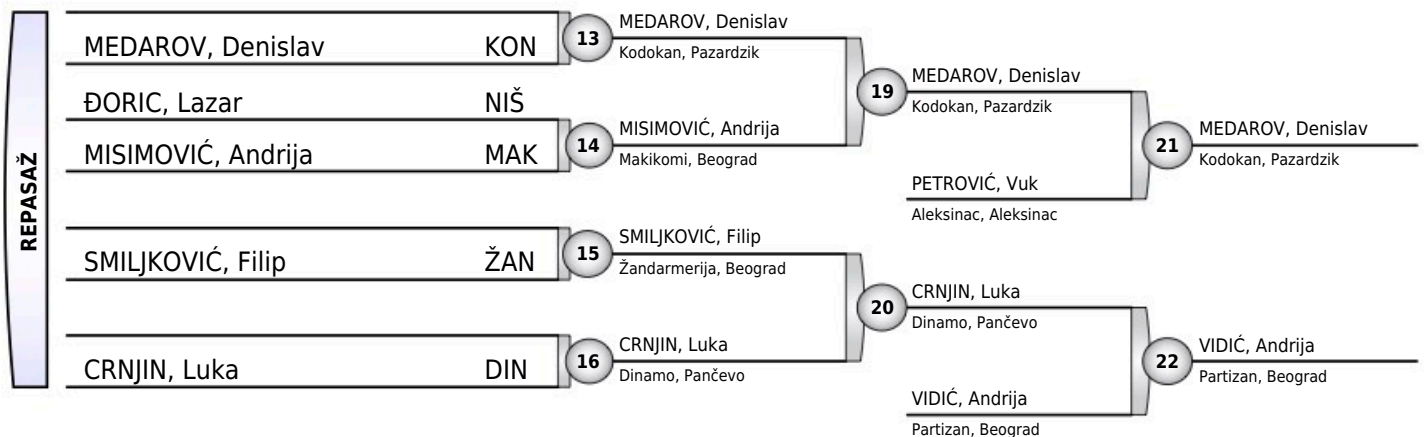 REPASAŽ
MEDAROV, Denislav KON
ĐORIC, Lazar NIŠ
MISIMOVIĆ, Andrija MAK
SMILJKOVIĆ, Filip ŽAN
CRNJIN, Luka DIN
13
MEDAROV, Denislav
Kodokan, Pazardzik
14
MISIMOVIĆ, Andrija
Makikomi, Beograd
15
SMILJKOVIĆ, Filip
Žandarmerija, Beograd
16
CRNJIN, Luka
Dinamo, Pančevo
19
MEDAROV, Denislav
Kodokan, Pazardzik
PETROVIĆ, Vuk
Aleksinac, Aleksinac
20
CRNJIN, Luka
Dinamo, Pančevo
VIDIĆ, Andrija
Partizan, Beograd
21
MEDAROV, Denislav
Kodokan, Pazardzik
22
VIDIĆ, Andrija
Partizan, Beograd